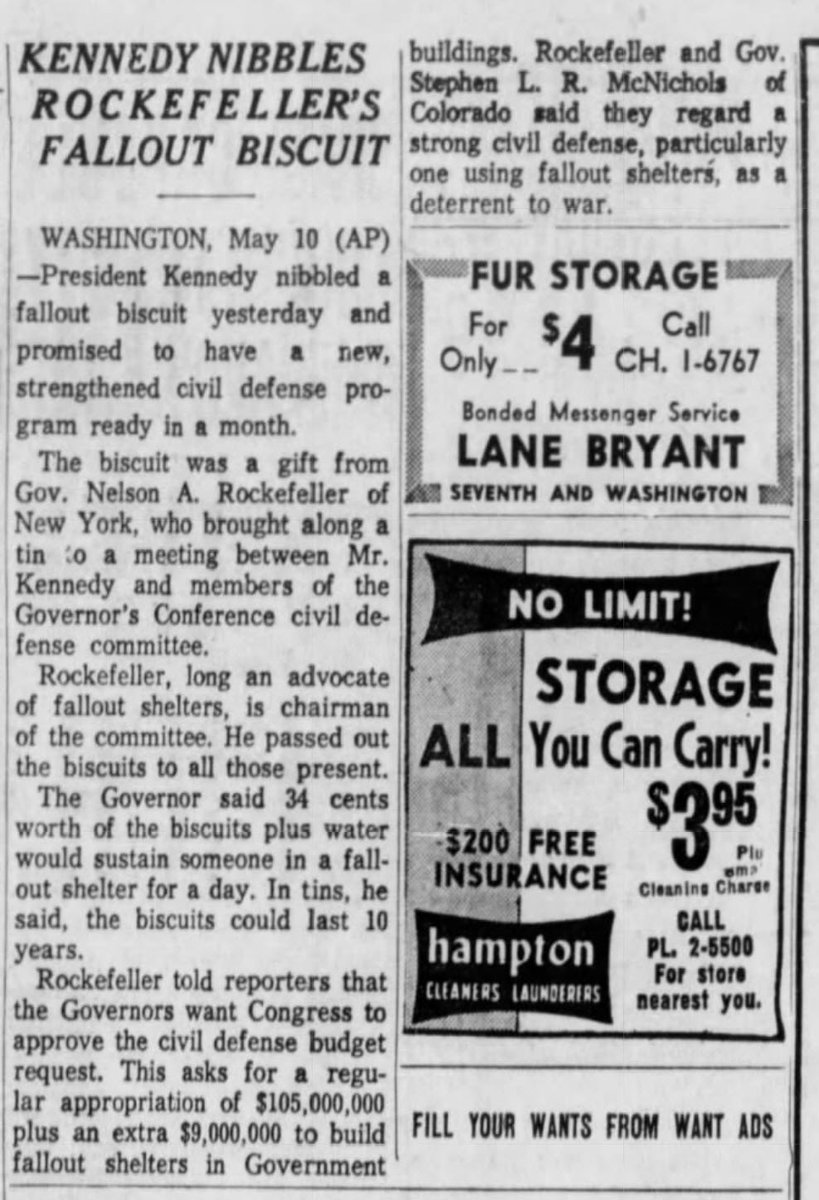 KENNEDY NIBBLES
ROCKEFELLER'S
FALLOUT BISCUIT
WASHINGTON, May 10 (AP)
—President Kennedy nibbled a
fallout biscuit yesterday and
promised to have a new,
strengthened civil defense pro-
gram ready in a month.
The biscuit was a gift from
Gov. Nelson A. Rockefeller of
New York, who brought along a
tin to a meeting between Mr.
Kennedy and members of the
Governor's Conference civil de-
fense committee.
Rockefeller, long an advocate
of fallout shelters, is chairman
of the committee. He passed out
the biscuits to all those present.
The Governor said 34 cents
worth of the biscuits plus water
would sustain someone in a fall-
out shelter for a day. In tins, he
said, the biscuits could last 10
years.
Rockefeller told reporters that
the Governors want Congress to
approve the civil defense budget
request. This asks for a regu-
lar appropriation of $105,000,000
plus an extra $9,000,000 to build
fallout shelters in Government
buildings. Rockefeller and Gov.
Stephen L. R. McNichols of
Colorado said they regard a
strong civil defense, particularly
one using fallout shelters, as a
deterrent to war.
FUR STORAGE
For Only__ $4 Call CH. 1-6767
Bonded Messenger Service
LANE BRYANT
SEVENTH AND WASHINGTON
NO LIMIT!
STORAGE
ALL You Can Carry!
$3.95
$200 FREE
INSURANCE
Cleaning Charge
hampton
CLEANERS LAUNDERERS
CALL
PL. 2-5500
For store
nearest you.
FILL YOUR WANTS FROM WANT ADS